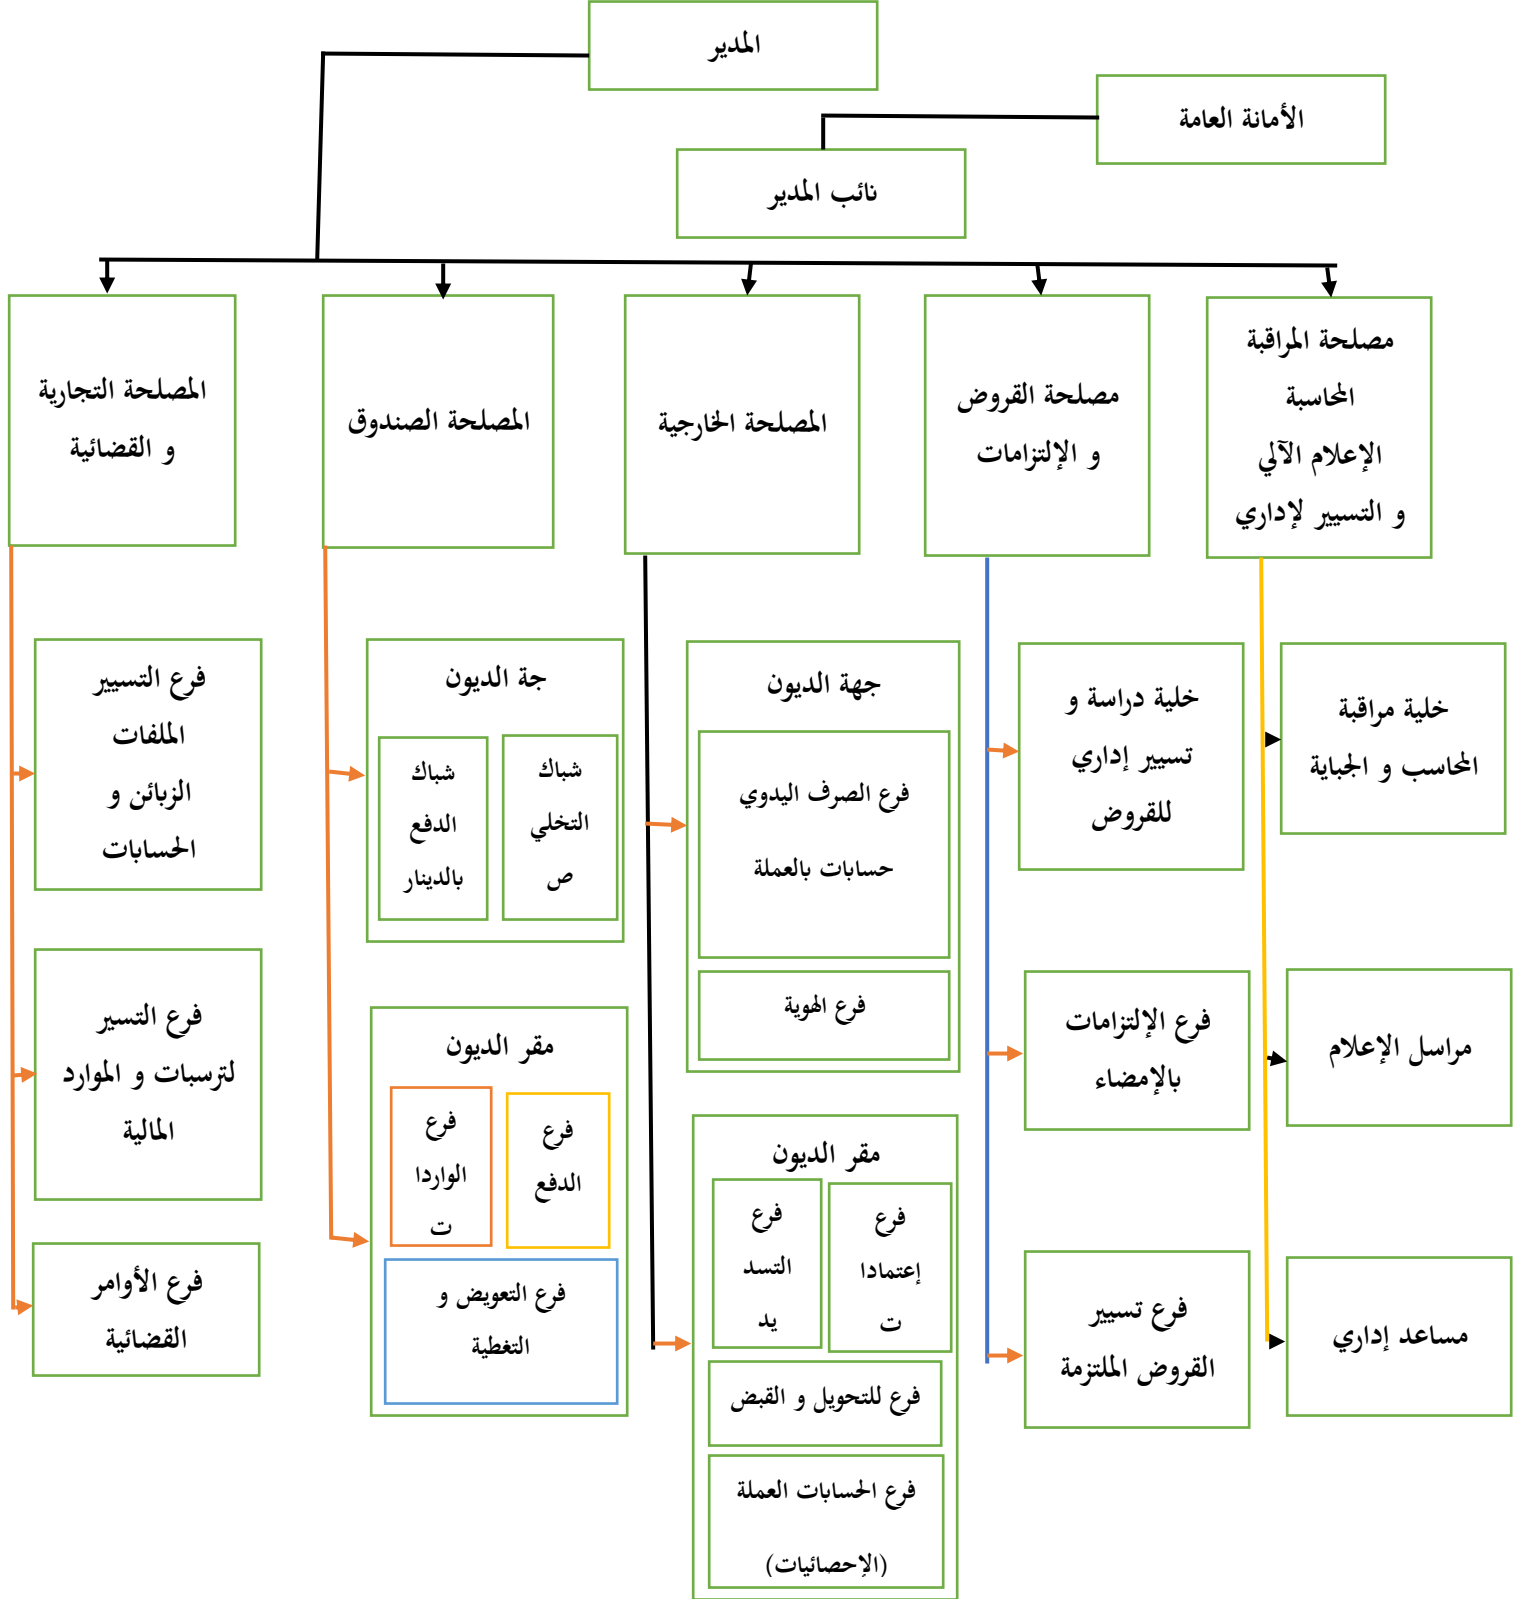 المدير
الأمانة العامة
نائب المدير
مصلحة المراقبة
المحاسبة
الإعلام الآلي
و التسيير لإداري
مصلحة القروض
و الإلتزامات
المصلحة الخارجية
المصلحة الصندوق
المصلحة التجارية
و القضائية
خلية مراقبة
المحاسب و الجباية
مراسل الإعلام
مساعد إداري
خلية دراسة و
تسيير إداري
للقروض
فرع الإلتزامات
بالإمضاء
فرع تسيير
القروض الملتزمة
جهة الديون
فرع الصرف اليدوي
حسابات بالعملة
فرع الهوية
مقر الديون
فرع
إعتمادا
ت
فرع
التسد
يد
فرع للتحويل و القبض
فرع الحسابات العملة
(الإحصائيات)
جة الديون
شباك
التخلي
ص
شباك
الدفع
بالدينار
مقر الديون
فرع
الدفع
فرع
الواردا
ت
فرع التعويض و
التغطية
فرع التسيير
الملفات
الزبائن و
الحسابات
فرع التسير
لترسبات و الموارد
المالية
فرع الأوامر
القضائية